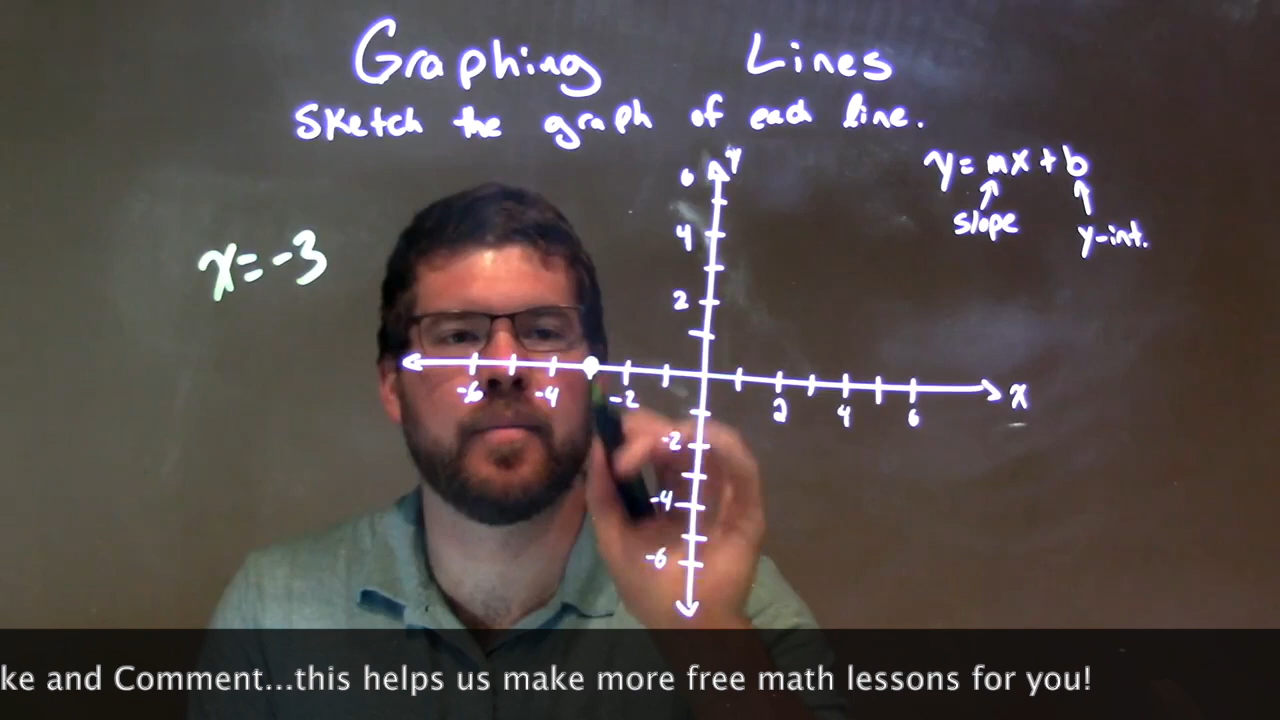 Graphing Lines
Sketch the graph of each line.
y = mx + b
slope
y-int.
x = -3
y
6
4
2
-6 -4 -2 2 4 6 x
-2
-4
-6
ke and Comment...this helps us make more free math lessons for you!